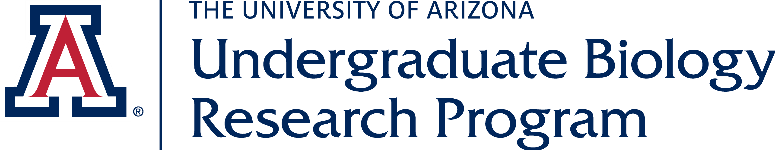 THE UNIVERSITY OF ARIZONA
Undergraduate Biology
A
®
Research Program